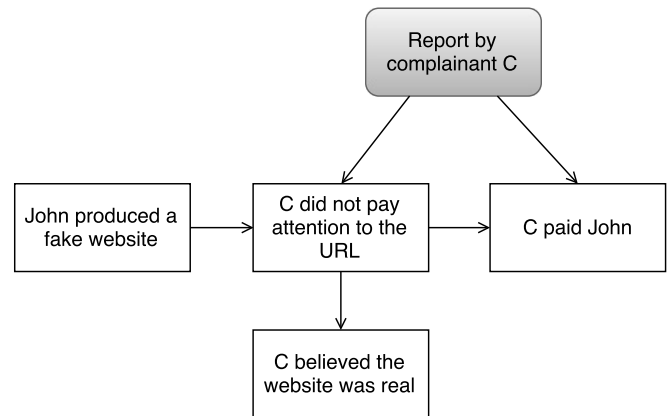 Report by
complainant C
John produced a
fake website
C did not pay
attention to the
URL
C paid John
C believed the
website was real